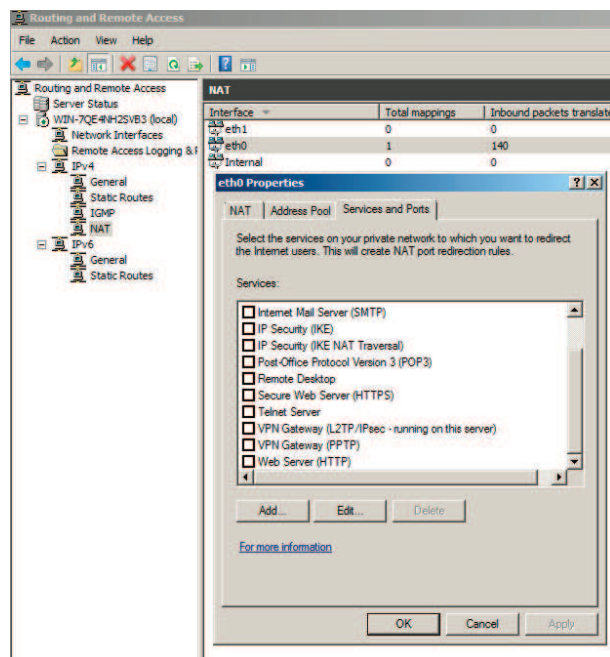 Routing and Remote Access
File Action View Help
Routing and Remote Access
Server Status
WIN-7QE4NH2SVB3 (local)
Network Interfaces
Remote Access Logging & F
IPv4
General
Static Routes
IGMP
NAT
IPv6
General
Static Routes
NAT
Interface Total mappings Inbound packets translate
eth1 0 0
eth0 1 140
Internal 0 0
eth0 Properties
NAT Address Pool Services and Ports
Select the services on your private network to which you want to redirect
the Internet users. This will create NAT port redirection rules.
Services:
Internet Mail Server (SMTP)
IP Security (IKE)
IP Security (IKE NAT Traversal)
Post-Office Protocol Version 3 (POP3)
Remote Desktop
Secure Web Server (HTTPS)
Telnet Server
VPN Gateway (L2TP/IPsec - running on this server)
VPN Gateway (PPTP)
Web Server (HTTP)
Add... Edit... Delete
For more information
OK Cancel Apply